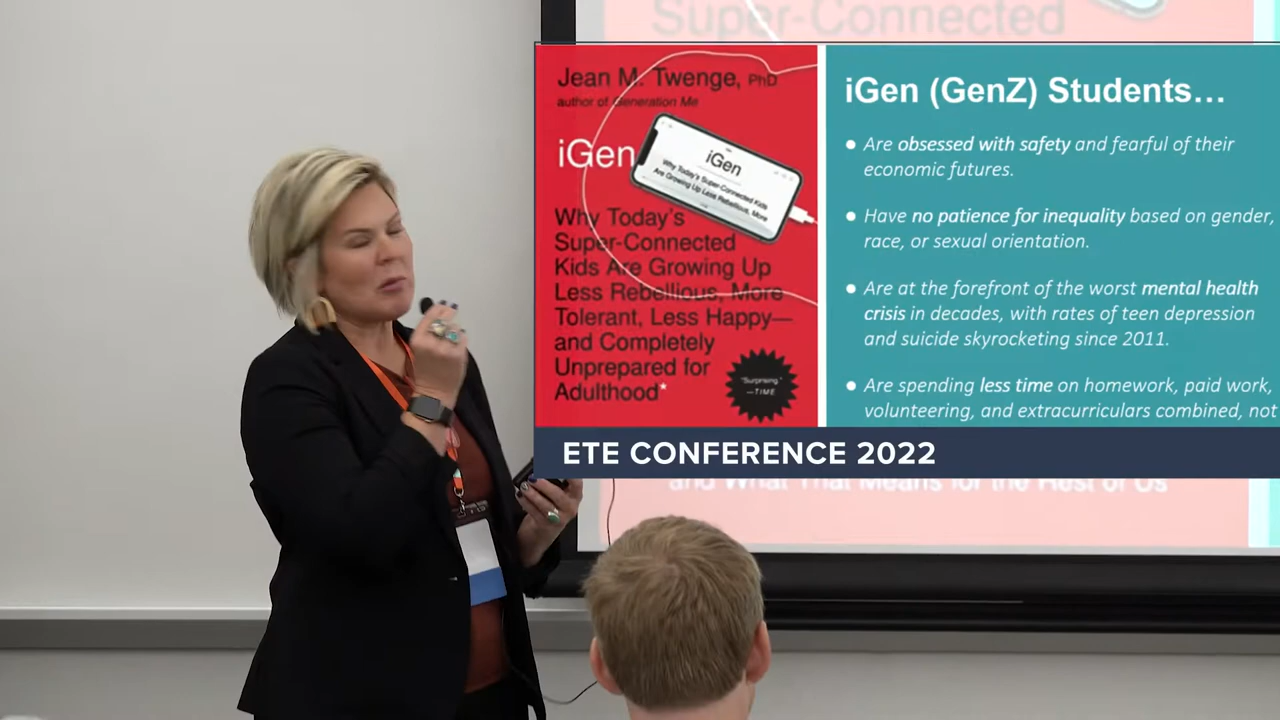 Super-Connected
Jean M. Twenge, PhD
author of Generation Me
iGen
iGen
Why Today's Super-Connected Kids
Are Growing Up Less Rebellious, More
Why Today's
Super-Connected
Kids Are Growing Up
Less Rebellious, More
Tolerant, Less Happy—
and Completely
Unprepared for
Adulthood*
"Surprising."
—TIME
iGen (GenZ) Students...
● Are obsessed with safety and fearful of their
economic futures.
● Have no patience for inequality based on gender,
race, or sexual orientation.
● Are at the forefront of the worst mental health
crisis in decades, with rates of teen depression
and suicide skyrocketing since 2011.
● Are spending less time on homework, paid work,
volunteering, and extracurriculars combined, not
ETE CONFERENCE 2022
and What That Means for the Rest of Us